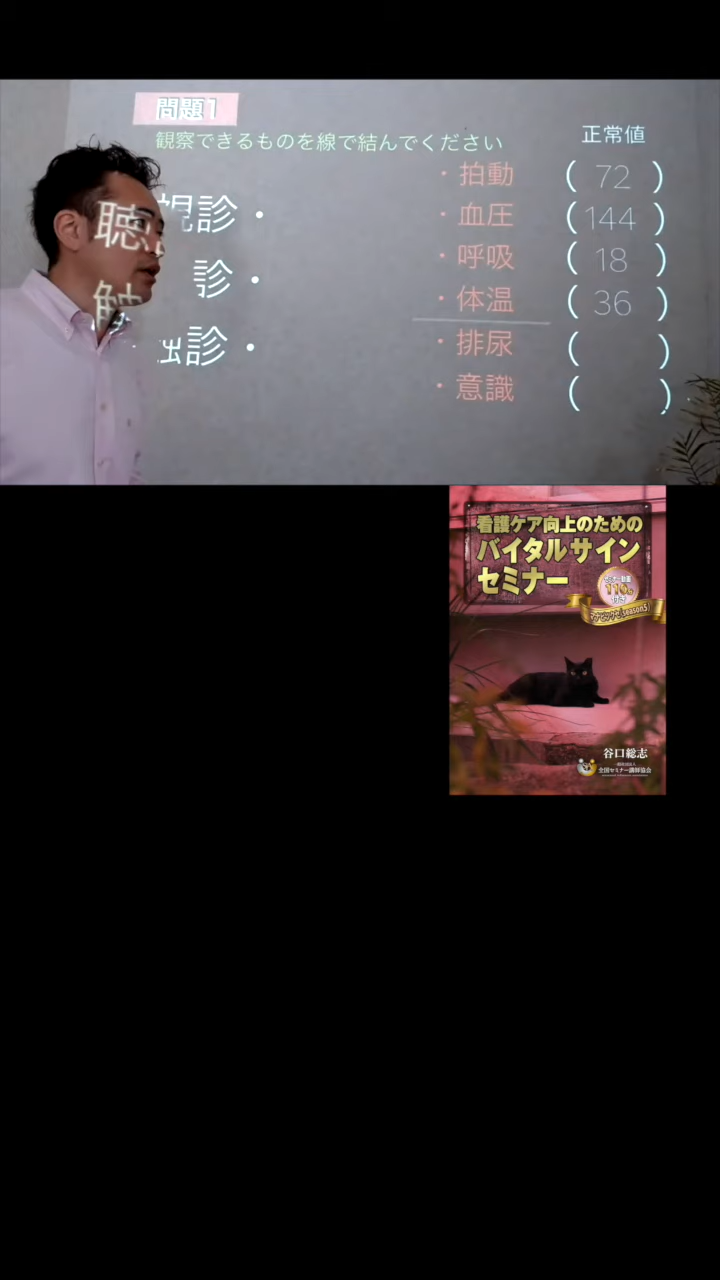 問題1
観察できるものを線で結んでください
正常値
視診・
聴診・
触診・
・拍動 (72)
・血圧 (144)
・呼吸 (18)
・体温 (36)
・排尿 ( )
・意識 ( )
看護ケア向上のための
バイタルサイン
セミナー
谷口総志
全国セミナー講師協会